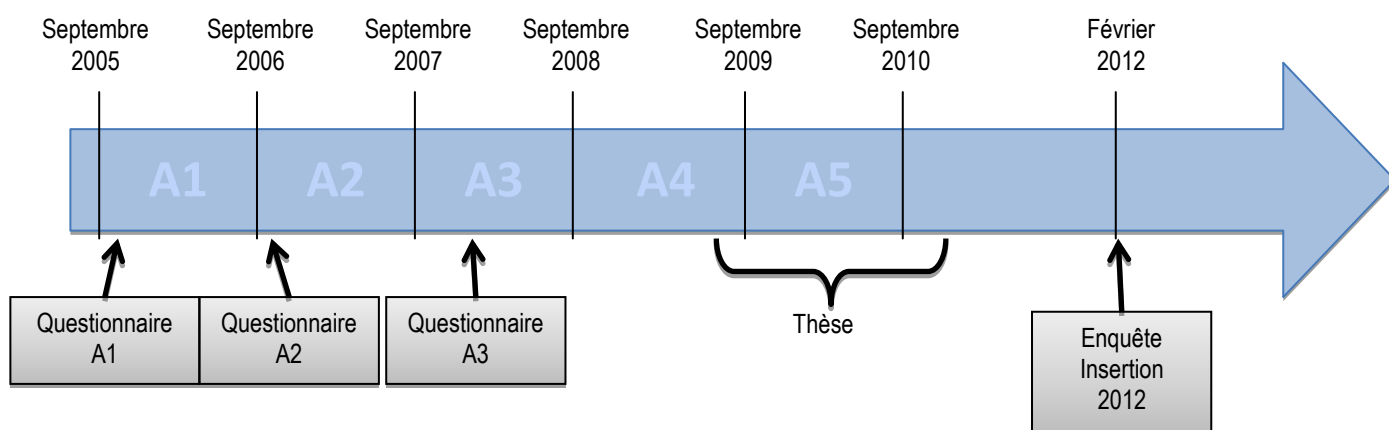 Septembre
2005
Septembre
2006
Septembre
2007
Septembre
2008
Septembre
2009
Septembre
2010
Février
2012
A1
A2
A3
A4
A5
Questionnaire
A1
Questionnaire
A2
Questionnaire
A3
Thèse
Enquête
Insertion
2012